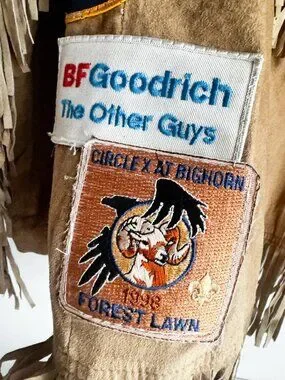 BFGoodrich
The Other Guys
CIRCLE X AT BIGHORN
1998
FOREST LAWN